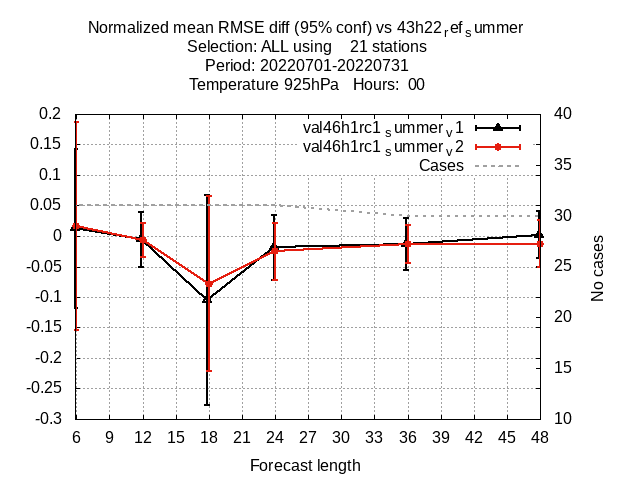 Normalized mean RMSE diff (95% conf) vs 43h22ref summer
Selection: ALL using 21 stations
Period: 20220701-20220731
Temperature 925hPa Hours: 00
val46h1rc1 summer v1
val46h1rc1 summer v2
Cases
0.2
0.15
0.1
0.05
0
-0.05
-0.1
-0.15
-0.2
-0.25
-0.3
40
35
30
25
20
15
10
No cases
6 9 12 15 18 21 24 27 30 33 36 39 42 45 48
Forecast length